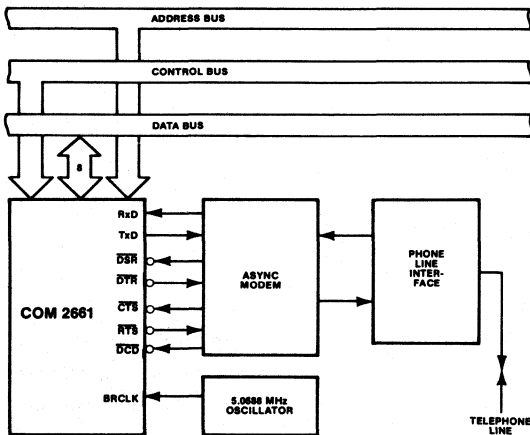 ADDRESS BUS
CONTROL BUS
DATA BUS
8
COM 2661
RxD
TxD
DSR
DTR
CTS
RTS
DCD
BRCLK
ASYNC
MODEM
5.0688 MHz
OSCILLATOR
PHONE
LINE
INTER-
FACE
TELEPHONE
LINE